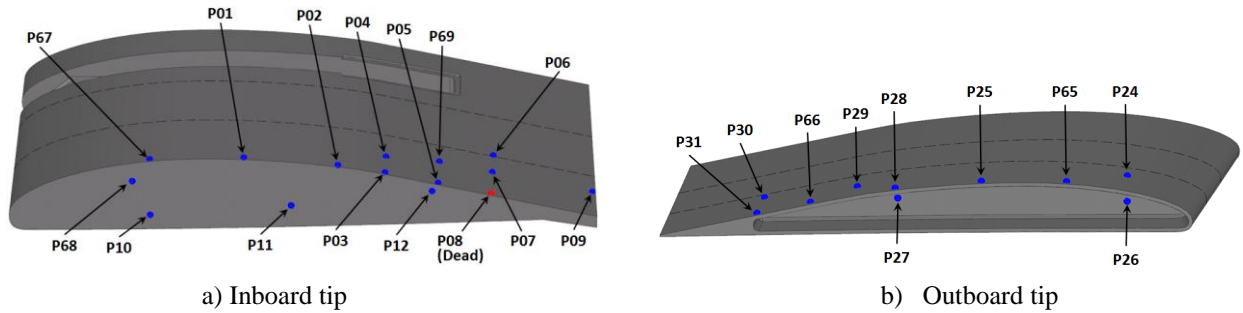 P67
P01
P02
P04
P05
P69
P06
P68
P10
P11
P03
P12
P08
(Dead)
P07
P09
a) Inboard tip
P31
P30
P66
P29
P28
P25
P65
P24
P27
P26
b) Outboard tip